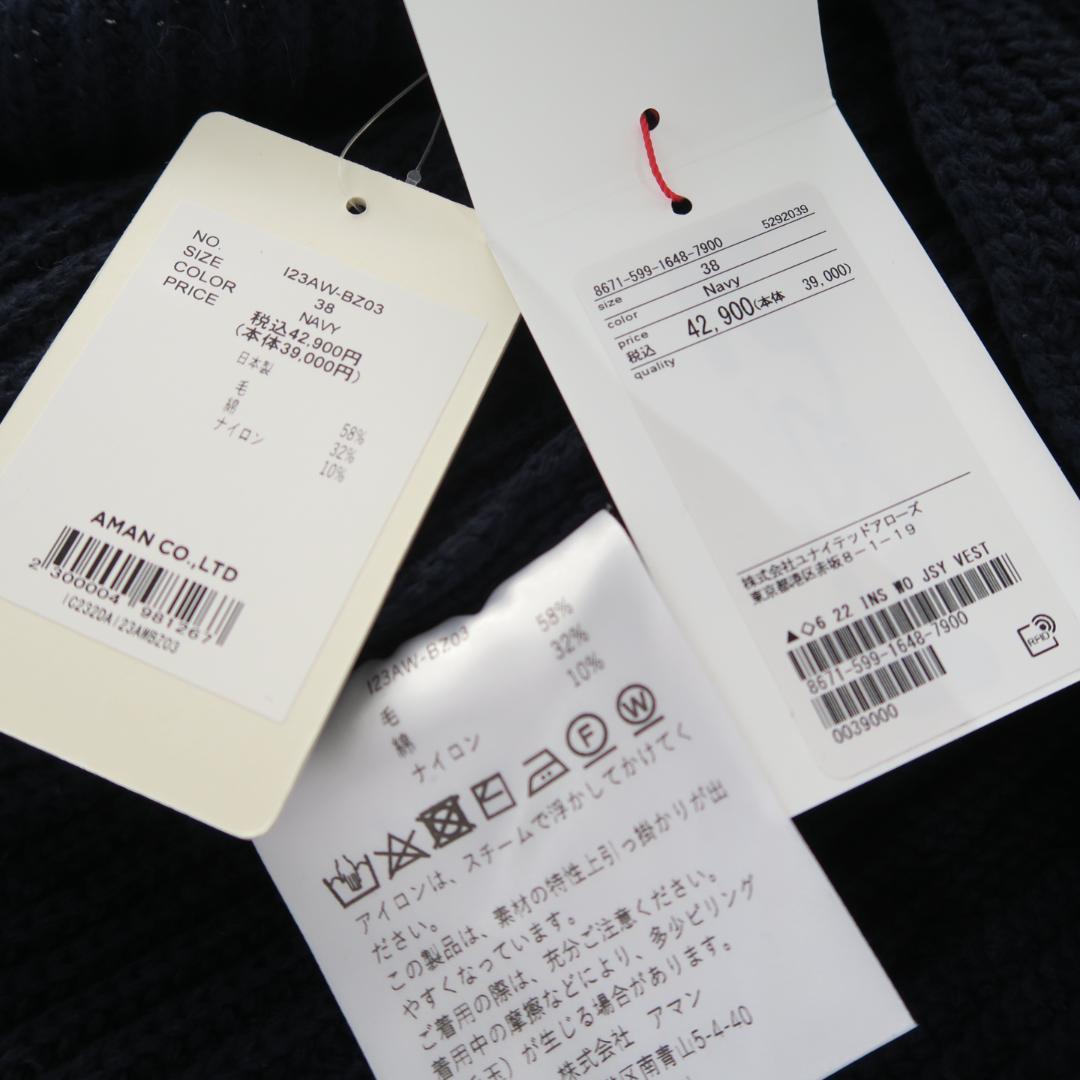 NO. I23AW-BZ03
SIZE 38
COLOR NAVY
PRICE 税込42,900円
(本体39,000円)
日本製
毛 58%
綿 32%
ナイロン 10%
AMAN CO.,LTD
2 300004 981267
IC232DAI23AWBZ03
8671-599-1648-7900 5292039
size 38
color Navy
price
税込 42,900(本体 39,000)
quality
株式会社ユナイテッドアローズ
東京都港区赤坂8-1-19
▲◇6 22 INS WO JSY VEST
8671-599-1648-7900
0039000
RFID
I23AW-BZ03
毛 58%
綿 32%
ナイロン 10%
F W
アイロンは、スチームで浮かしてかけてく
ださい。
この製品は、素材の特性上引っ掛かりが出
やすくなっています。
ご着用の際は、充分ご注意ください。
着用中の摩擦などにより、多少ピリング
玉)が生じる場合があります。
株式会社 アマン
区南青山5-4-40